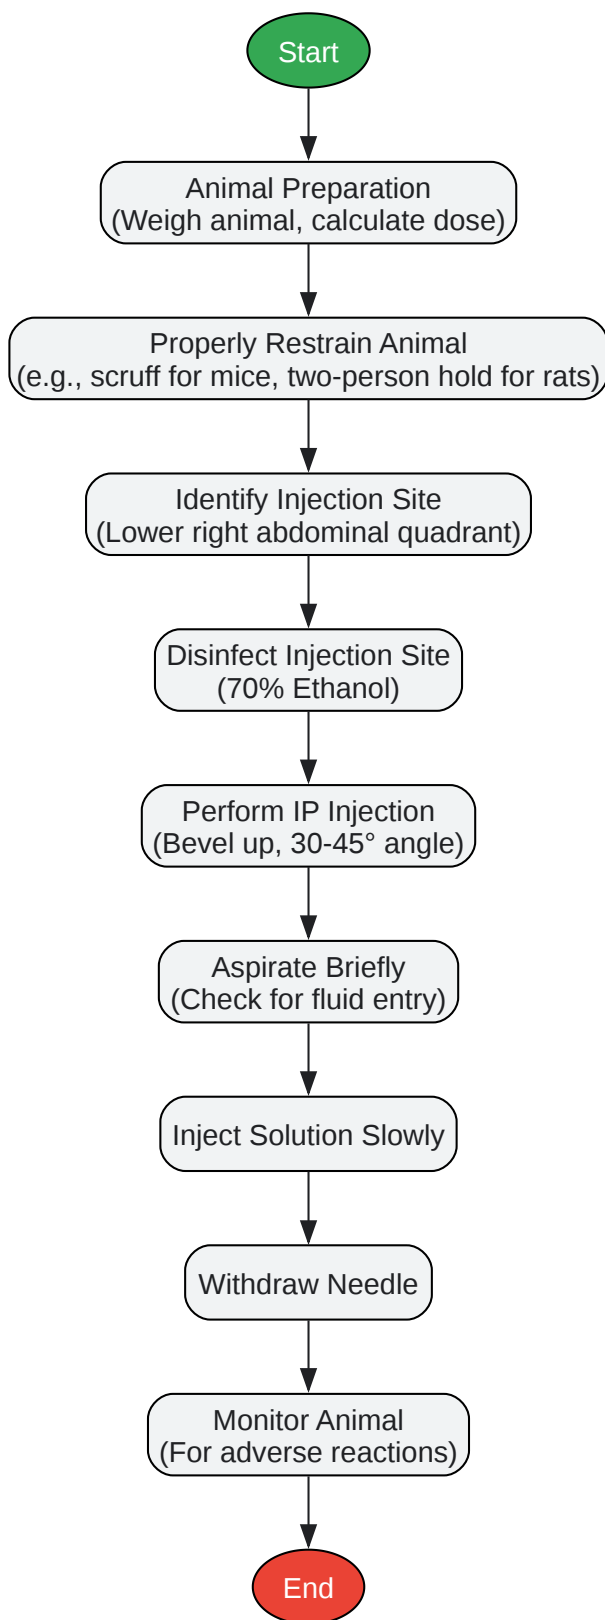 Start
Animal Preparation
(Weigh animal, calculate dose)
Properly Restrain Animal
(e.g., scruff for mice, two-person hold for rats)
Identify Injection Site
(Lower right abdominal quadrant)
Disinfect Injection Site
(70% Ethanol)
Perform IP Injection
(Bevel up, 30-45° angle)
Aspirate Briefly
(Check for fluid entry)
Inject Solution Slowly
Withdraw Needle
Monitor Animal
(For adverse reactions)
End